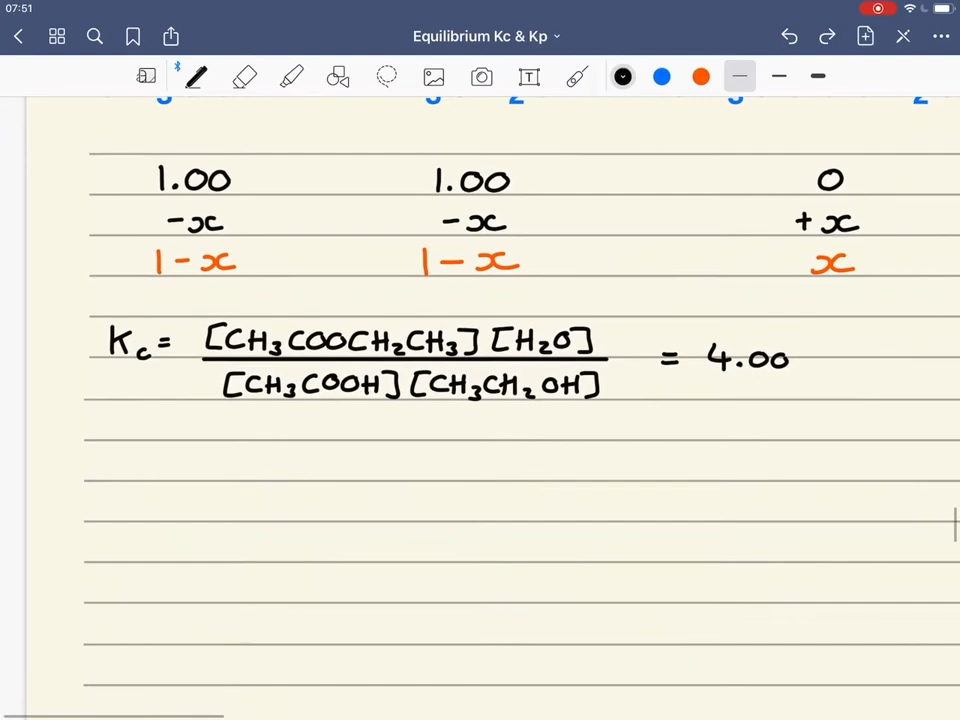 07:51
Equilibrium Kc & Kp
1.00 1.00 0
-x -x +x
1-x 1-x x
Kc = [CH₃COOCH₂CH₃][H₂O] / [CH₃COOH][CH₃CH₂OH] = 4.00